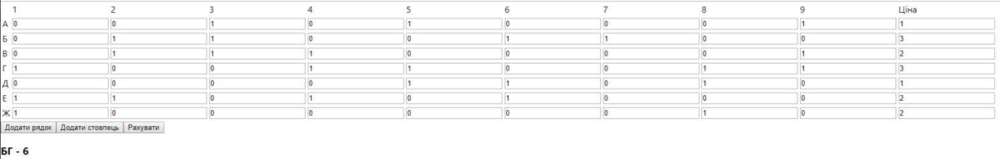 1 2 3 4 5 6 7 8 9 Ціна
А 0 0 1 0 1 0 0 0 1 1
Б 0 1 1 0 0 1 1 0 0 3
В 0 1 1 1 0 0 0 0 1 2
Г 1 0 0 1 1 0 0 1 1 3
Д 0 0 0 0 1 1 0 1 0 1
Е 1 1 0 1 0 1 0 0 0 2
Ж 1 0 0 0 0 0 0 1 0 2
Додати рядок Додати стовпець Рахувати
БГ - 6